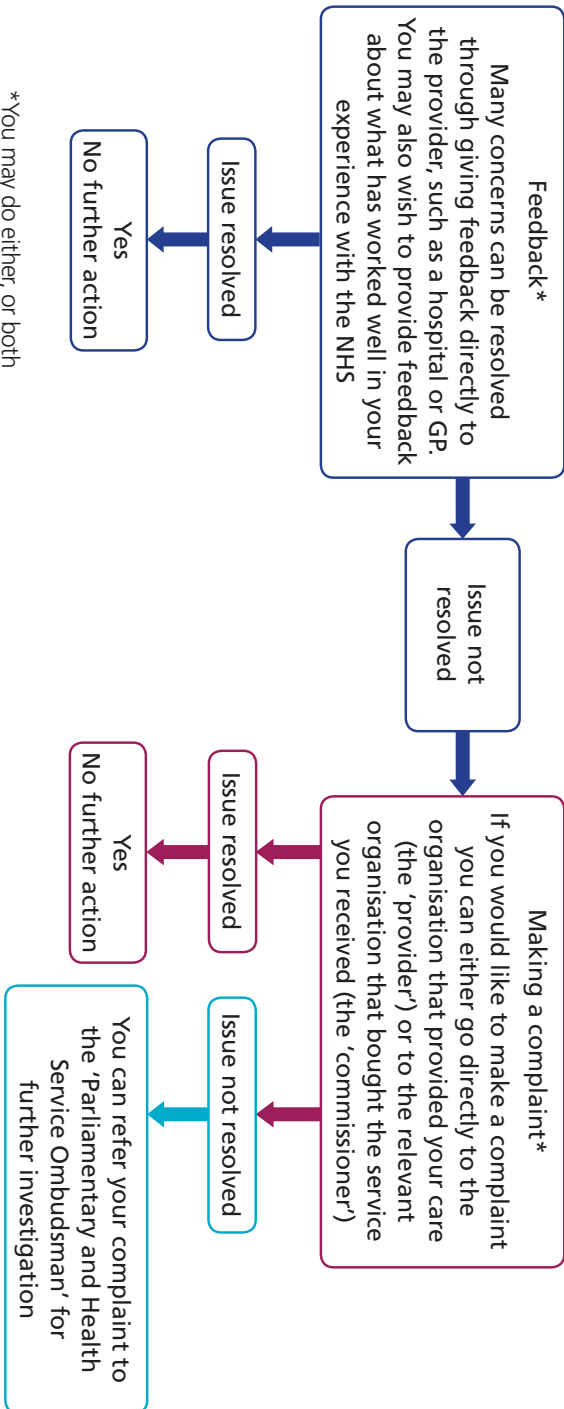 Feedback*
Many concerns can be resolved
through giving feedback directly to
the provider, such as a hospital or GP.
You may also wish to provide feedback
about what has worked well in your
experience with the NHS
Issue resolved
Yes
No further action
Issue not
resolved
Making a complaint*
If you would like to make a complaint
you can either go directly to the
organisation that provided your care
(the ‘provider’) or to the relevant
organisation that bought the service
you received (the ‘commissioner’)
Issue resolved
Yes
No further action
Issue not resolved
You can refer your complaint to
the ‘Parliamentary and Health
Service Ombudsman’ for
further investigation
*You may do either, or both